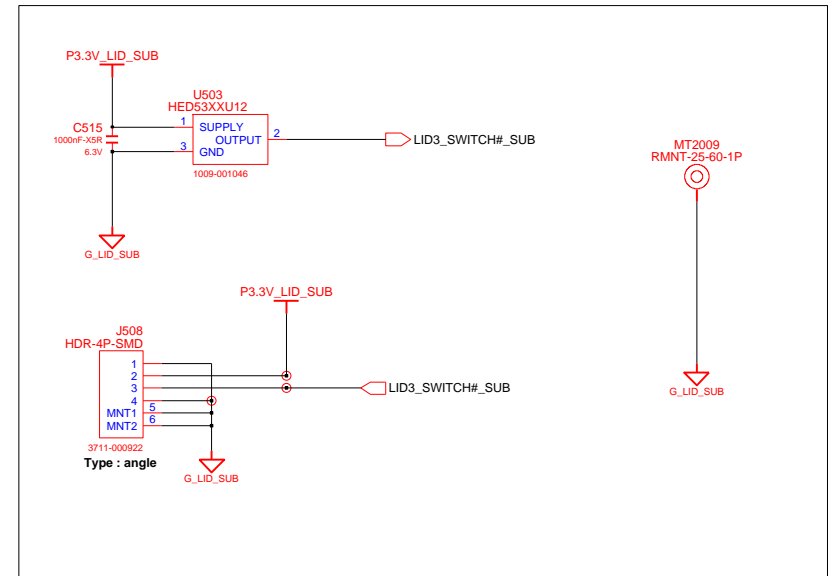 P3.3V_LID_SUB
U503
HED53XXU12
C515
1000nF-X5R
6.3V
1
SUPPLY
OUTPUT
2
3
GND
1009-001046
LID3_SWITCH#_SUB
G_LID_SUB
MT2009
RMNT-25-60-1P
G_LID_SUB
P3.3V_LID_SUB
J508
HDR-4P-SMD
1
2
3
4
MNT1
5
MNT2
6
3711-000922
Type : angle
LID3_SWITCH#_SUB
G_LID_SUB